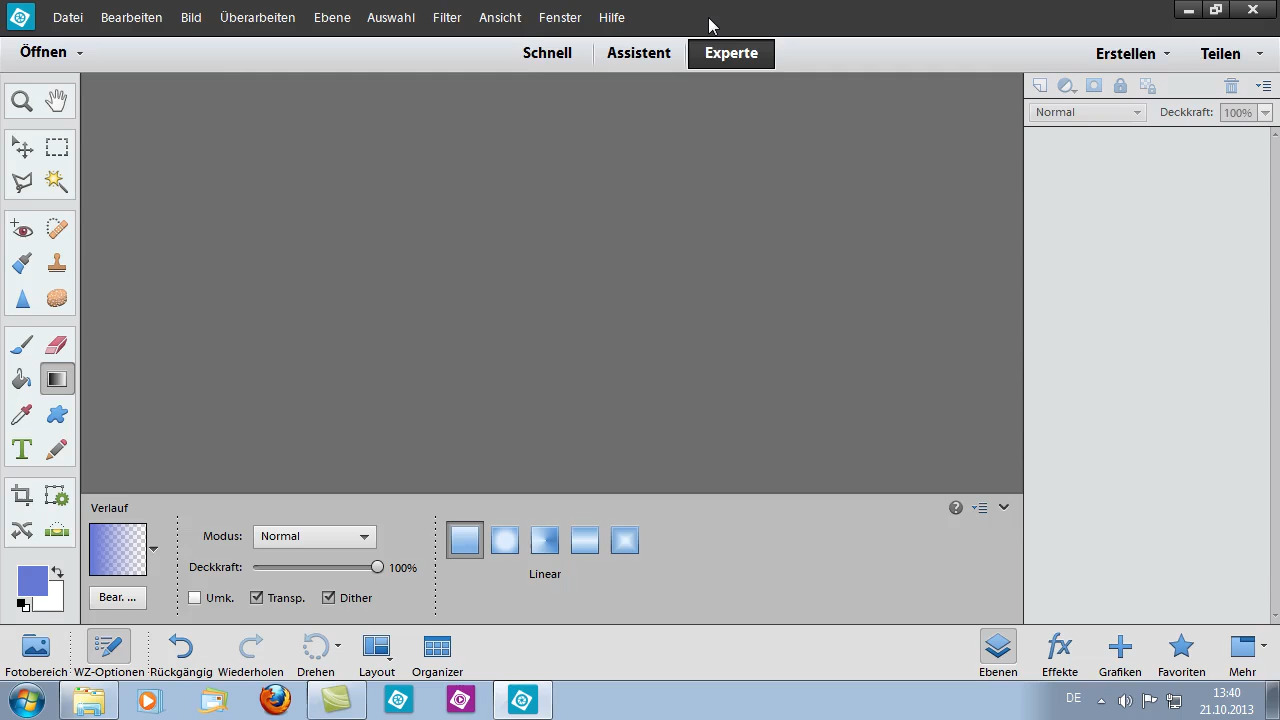 Datei Bearbeiten Bild Überarbeiten Ebene Auswahl Filter Ansicht Fenster Hilfe
Öffnen Schnell Assistent Experte Erstellen Teilen
Normal Deckkraft: 100%
Verlauf
Modus: Normal
Deckkraft: 100%
Linear
Bear. ... Umk. Transp. Dither
Fotobereich WZ-Optionen Rückgängig Wiederholen Drehen Layout Organizer Ebenen Effekte Grafiken Favoriten Mehr
DE 13:40
21.10.2013